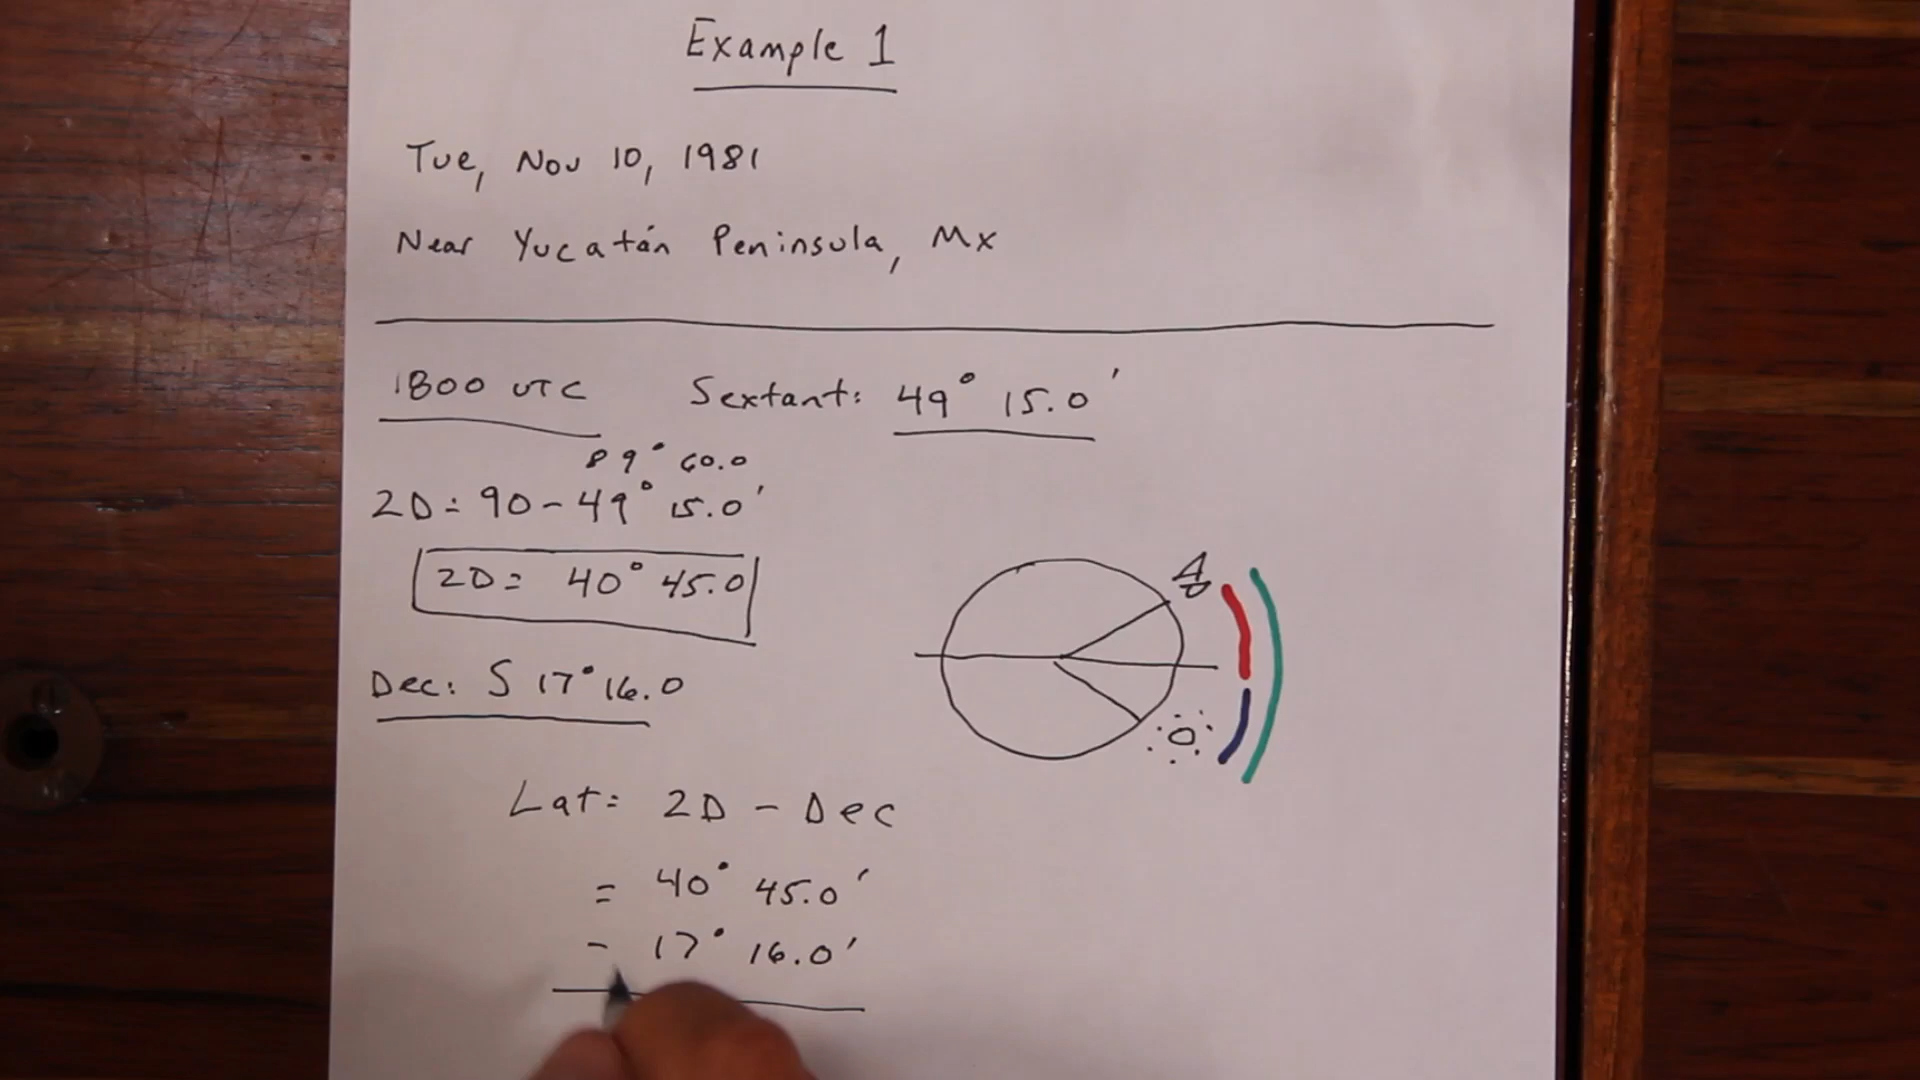 Example 1
Tue, Nov 10, 1981
Near Yucatán Peninsula, Mx
1800 UTC Sextant: 49° 15.0'
89° 60.0
ZD = 90 - 49° 15.0'
ZD = 40° 45.0
Dec: S 17° 16.0
Lat = ZD - Dec
= 40° 45.0'
- 17° 16.0'